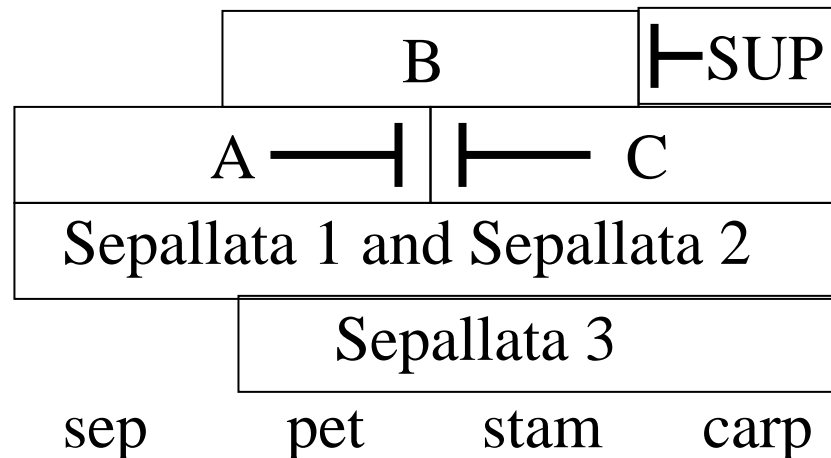 B SUP
A C
Sepallata 1 and Sepallata 2
Sepallata 3
sep pet stam carp